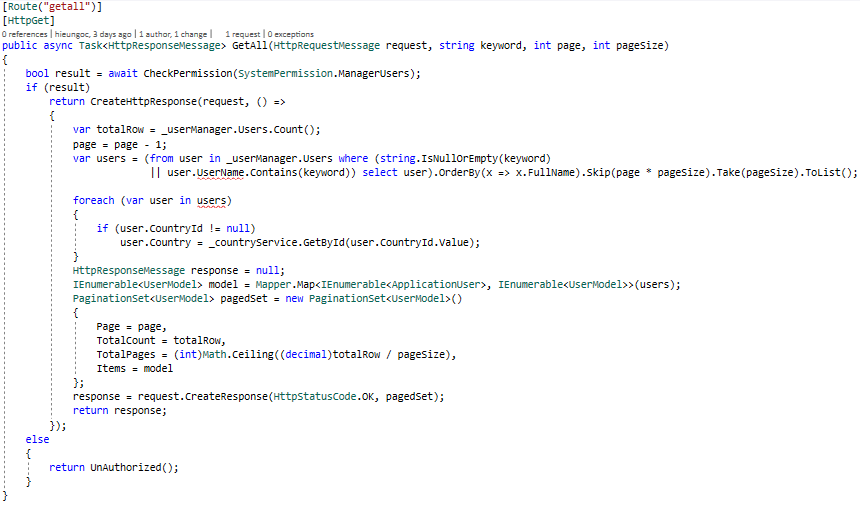 [Route("getall")]
[HttpGet]
0 references | hieungoc, 3 days ago | 1 author, 1 change | 1 request | 0 exceptions
public async Task<HttpResponseMessage> GetAll(HttpRequestMessage request, string keyword, int page, int pageSize)
{
    bool result = await CheckPermission(SystemPermission.ManagerUsers);
    if (result)
        return CreateHttpResponse(request, () =>
        {
            var totalRow = _userManager.Users.Count();
            page = page - 1;
            var users = (from user in _userManager.Users where (string.IsNullOrEmpty(keyword)
                         || user.UserName.Contains(keyword)) select user).OrderBy(x => x.FullName).Skip(page * pageSize).Take(pageSize).ToList();

            foreach (var user in users)
            {
                if (user.CountryId != null)
                    user.Country = _countryService.GetById(user.CountryId.Value);
            }
            HttpResponseMessage response = null;
            IEnumerable<UserModel> model = Mapper.Map<IEnumerable<ApplicationUser>, IEnumerable<UserModel>>(users);
            PaginationSet<UserModel> pagedSet = new PaginationSet<UserModel>()
            {
                Page = page,
                TotalCount = totalRow,
                TotalPages = (int)Math.Ceiling((decimal)totalRow / pageSize),
                Items = model
            };
            response = request.CreateResponse(HttpStatusCode.OK, pagedSet);
            return response;
        });
    else
    {
        return UnAuthorized();
    }
}